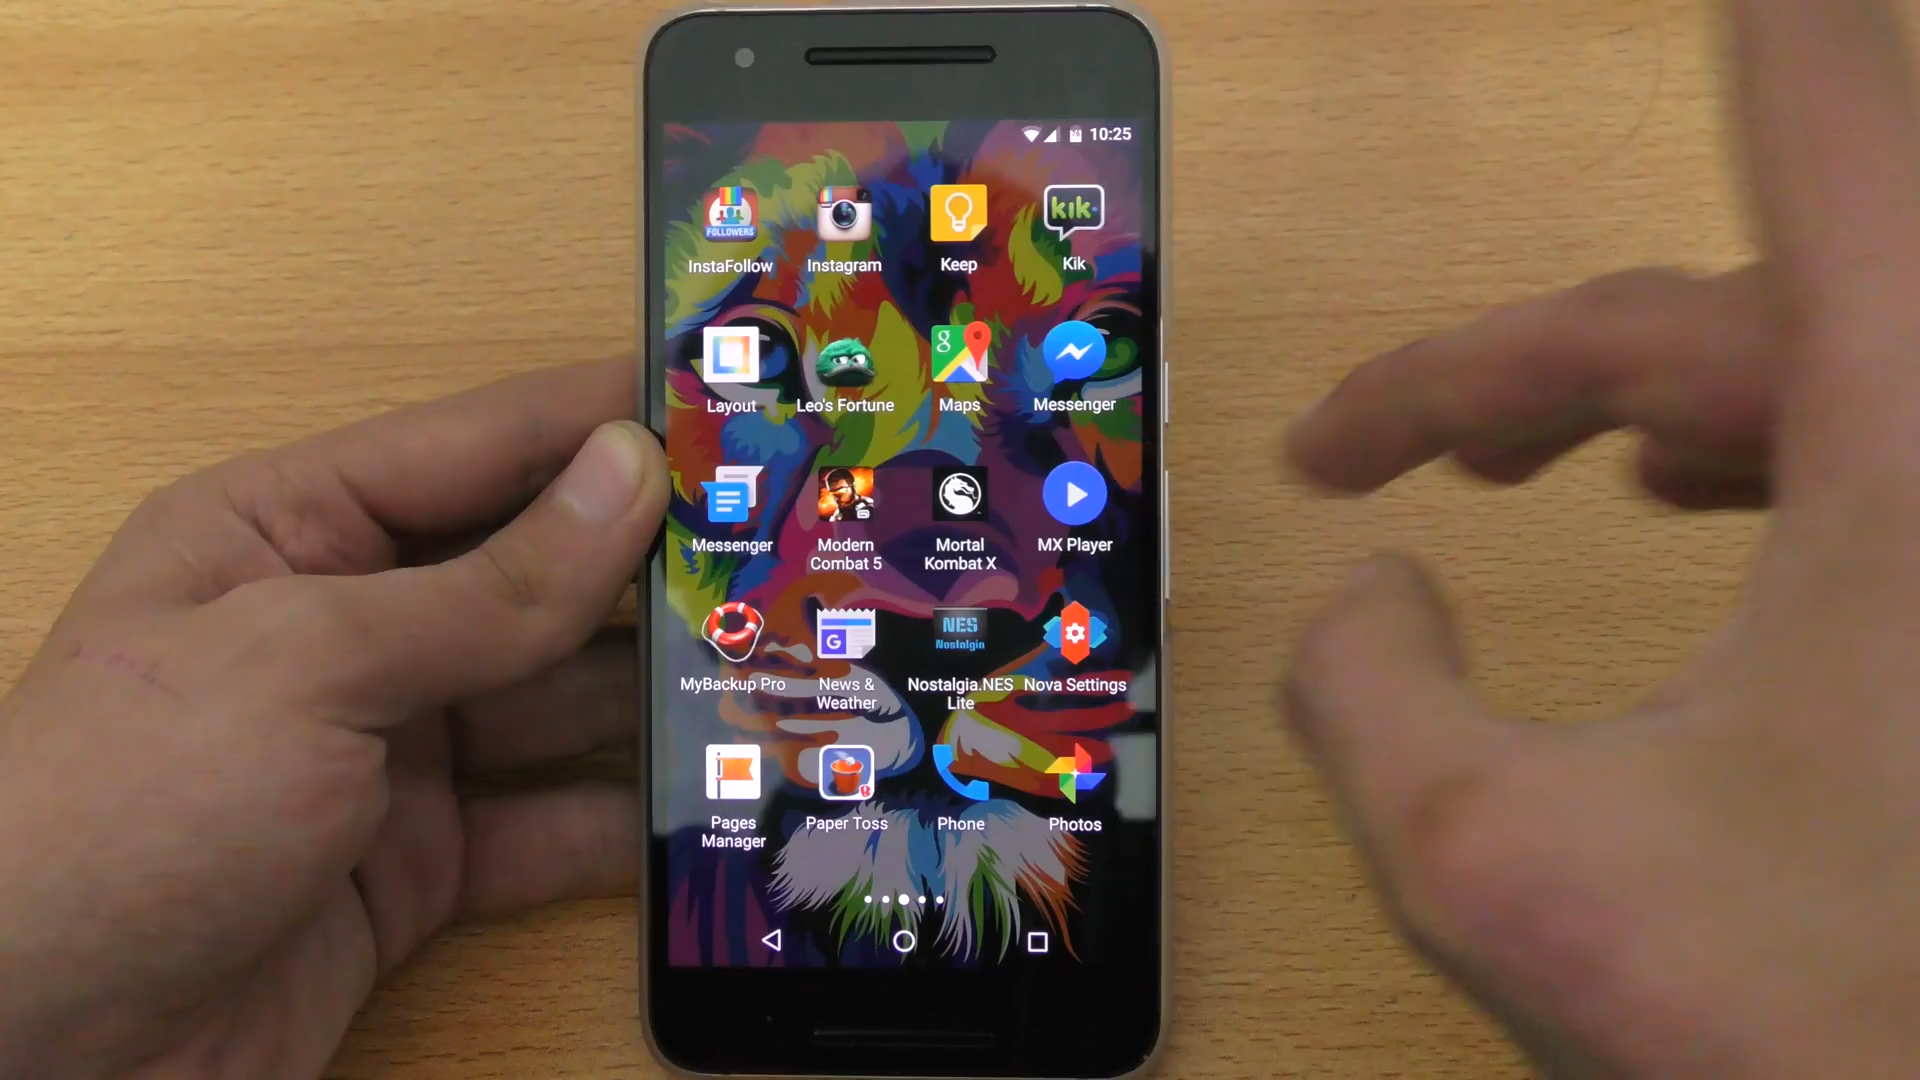 10:25
FOLLOWERS
kik
InstaFollow Instagram Keep Kik
g
Layout Leo's Fortune Maps Messenger
Messenger Modern Combat 5 Mortal Kombat X MX Player
G
NES
Nostalgia
MyBackup Pro News & Weather Nostalgia.NES Lite Nova Settings
Pages Manager Paper Toss Phone Photos